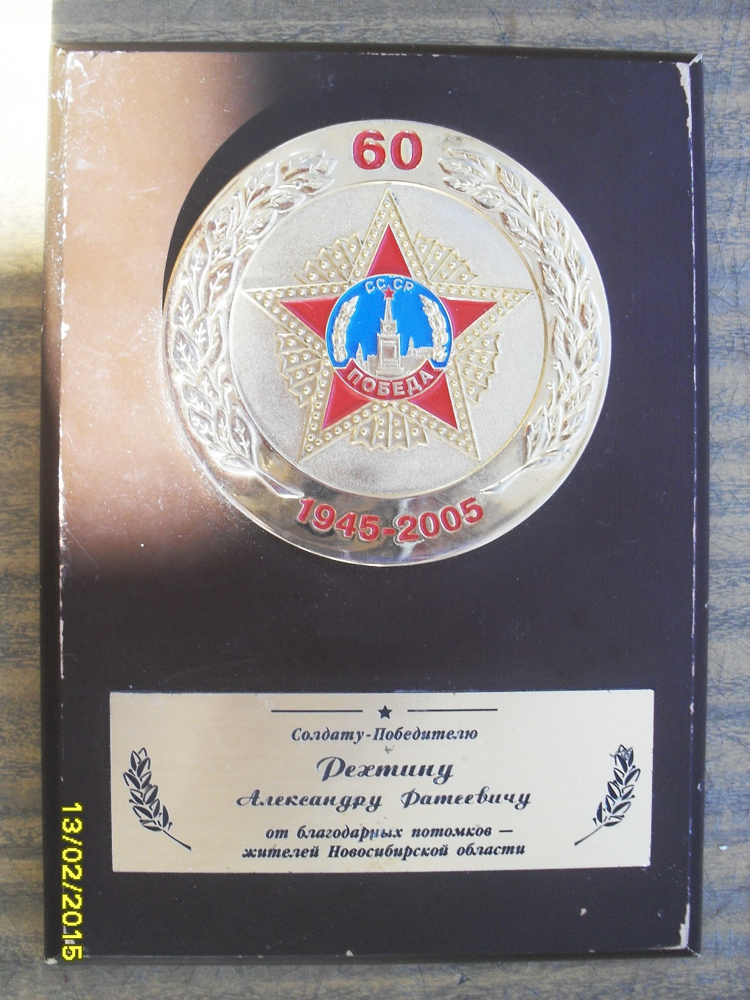 60
СССР
ПОБЕДА
1945-2005
Солдату-Победителю
Рехтину
Александру Фатеевичу
от благодарных потомков —
жителей Новосибирской области
13/02/2015